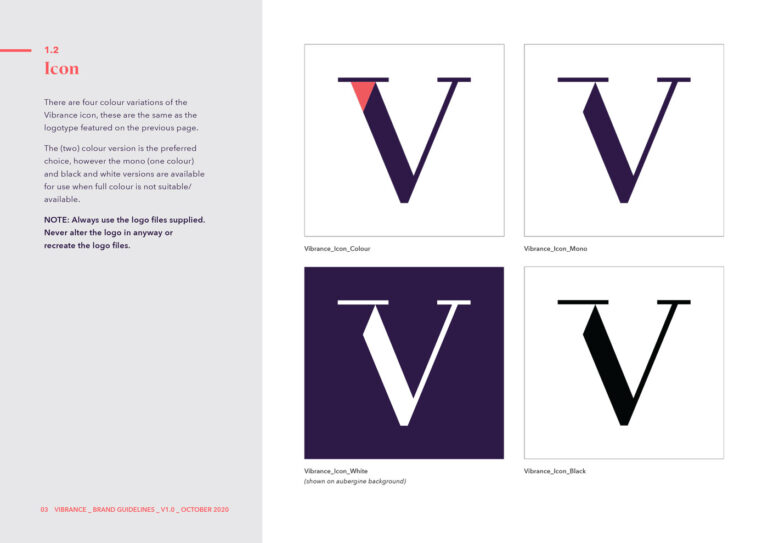 1.2
Icon
There are four colour variations of the
Vibrance icon, these are the same as the
logotype featured on the previous page.
The (two) colour version is the preferred
choice, however the mono (one colour)
and black and white versions are available
for use when full colour is not suitable/
available.
NOTE: Always use the logo files supplied.
Never alter the logo in anyway or
recreate the logo files.
V
V
Vibrance_Icon_Colour
Vibrance_Icon_Mono
V
V
Vibrance_Icon_White
(shown on aubergine background)
Vibrance_Icon_Black
03 VIBRANCE _ BRAND GUIDELINES _ V1.0 _ OCTOBER 2020